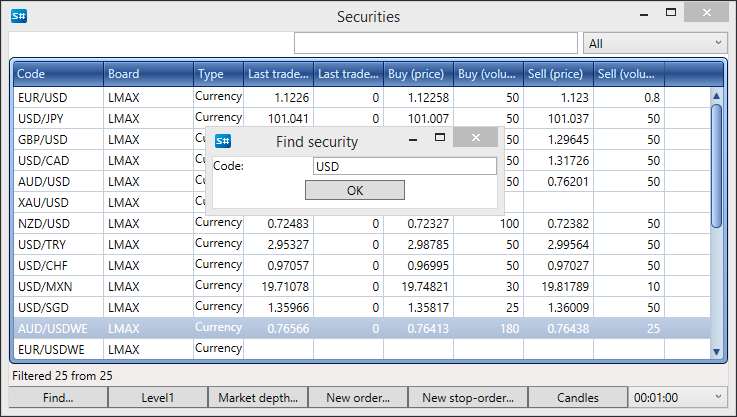 S# Securities
All
Code Board Type Last trade... Last trade... Buy (price) Buy (volu... Sell (price) Sell (volu...
EUR/USD LMAX Currency 1.1226 0 1.12258 50 1.123 0.8
USD/JPY LMAX Currency 101.041 0 101.007 50 101.037 50
GBP/USD LMAX 50 1.29645 50
USD/CAD LMAX 50 1.31726 50
AUD/USD LMAX 50 0.76201 50
XAU/USD LMAX
S# Find security
Code: USD
OK
NZD/USD LMAX Currency 0.72483 0 0.72327 100 0.72382 50
USD/TRY LMAX Currency 2.95327 0 2.98785 50 2.99564 50
USD/CHF LMAX Currency 0.97057 0 0.96995 50 0.97027 50
USD/MXN LMAX Currency 19.71078 0 19.74821 30 19.81789 10
USD/SGD LMAX Currency 1.35966 0 1.35817 25 1.36009 50
AUD/USDWE LMAX Currency 0.76566 0 0.76413 180 0.76438 25
EUR/USDWE LMAX Currency
Filtered 25 from 25
Find... Level1 Market depth... New order... New stop-order... Candles 00:01:00